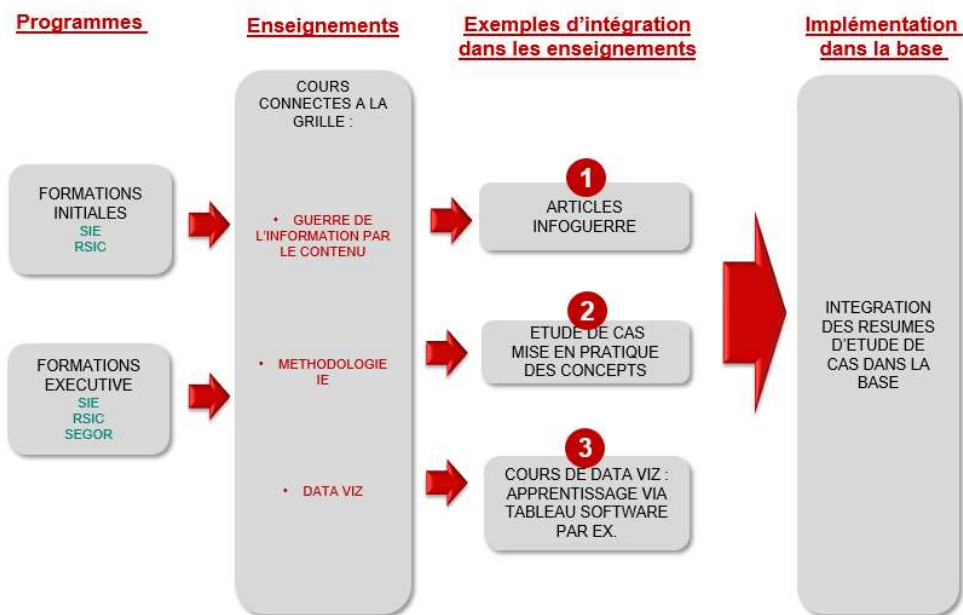 Programmes
Enseignements
Exemples d'intégration
dans les enseignements
Implémentation
dans la base
FORMATIONS
INITIALES
SIE
RSIC
FORMATIONS
EXECUTIVE
SIE
RSIC
SEGOR
COURS
CONNECTES A LA
GRILLE :
• GUERRE DE
L'INFORMATION PAR
LE CONTENU
• METHODOLOGIE
IE
• DATA VIZ
1
ARTICLES
INFOGUERRE
2
ETUDE DE CAS
MISE EN PRATIQUE
DES CONCEPTS
3
COURS DE DATA VIZ :
APPRENTISSAGE VIA
TABLEAU SOFTWARE
PAR EX.
INTEGRATION
DES RESUMES
D'ETUDE DE
CAS DANS LA
BASE